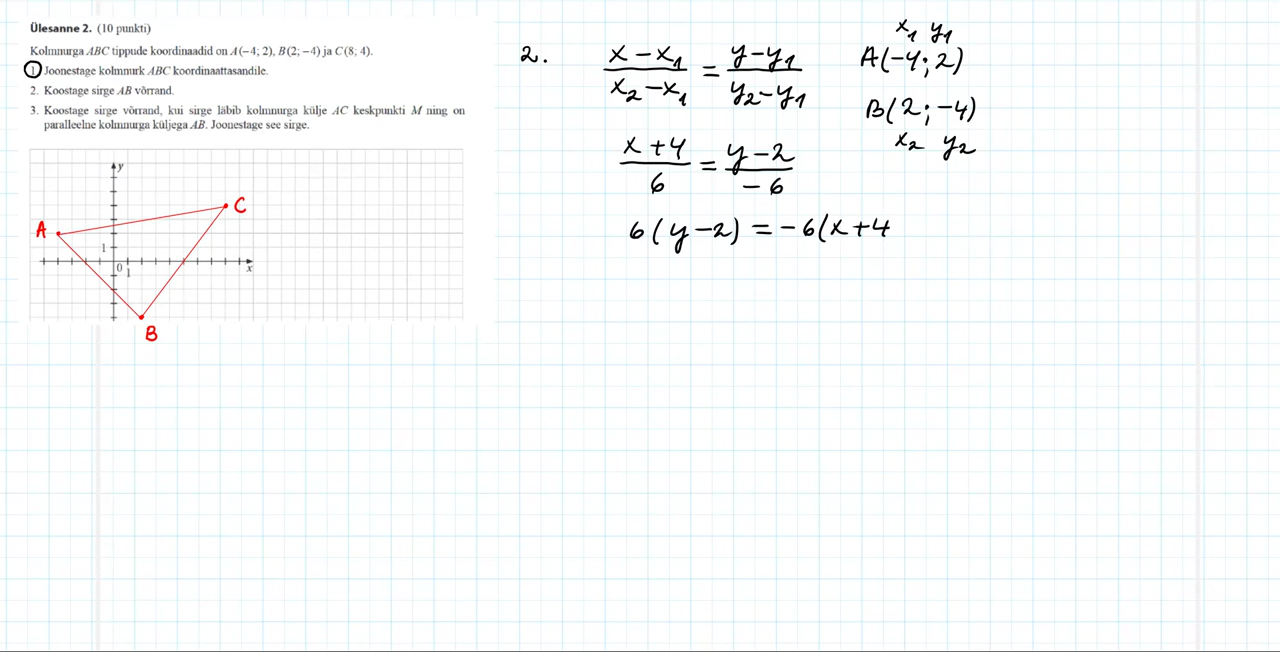 Ülesanne 2. (10 punkti)
Kolmnurga ABC tippude koordinaadid on A(−4; 2), B(2; −4) ja C(8; 4).
1. Joonestage kolmnurk ABC koordinaattasandile.
2. Koostage sirge AB võrrand.
3. Koostage sirge võrrand, kui sirge läbib kolmnurga külje AC keskpunkti M ning on
paralleelne kolmnurga küljega AB. Joonestage see sirge.
y
C
A
1
0
1
x
B
2.
x − x₁ / x₂ − x₁ = y − y₁ / y₂ − y₁
x₁ y₁
A(−4; 2)
B(2; −4)
x₂ y₂
x + 4 / 6 = y − 2 / − 6
6(y − 2) = − 6(x + 4